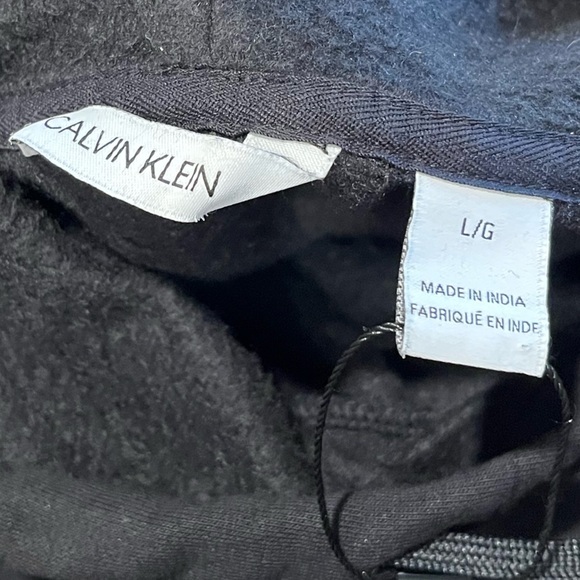 CALVIN KLEIN
L/G
MADE IN INDIA
FABRIQUÉ EN INDE